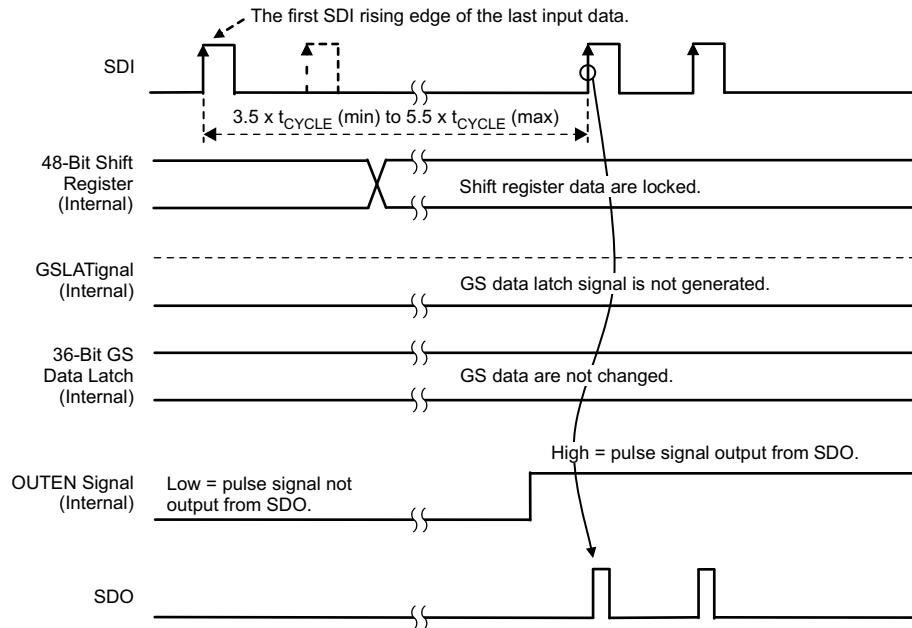 The first SDI rising edge of the last input data.
SDI
3.5 x tCYCLE (min) to 5.5 x tCYCLE (max)
48-Bit Shift
Register
(Internal)
Shift register data are locked.
GSLATignal
(Internal)
GS data latch signal is not generated.
36-Bit GS
Data Latch
(Internal)
GS data are not changed.
High = pulse signal output from SDO.
OUTEN Signal
(Internal)
Low = pulse signal not
output from SDO.
SDO